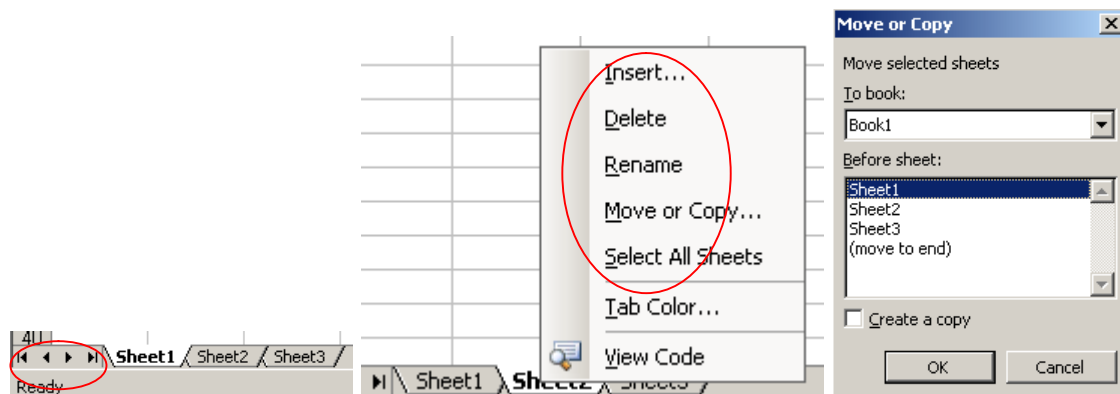 40
Sheet1 Sheet2 Sheet3
Ready
Insert...
Delete
Rename
Move or Copy...
Select All Sheets
Tab Color...
View Code
Sheet1 Sheet2 Sheet3
Move or Copy
Move selected sheets
To book:
Book1
Before sheet:
Sheet1
Sheet2
Sheet3
(move to end)
Create a copy
OK Cancel